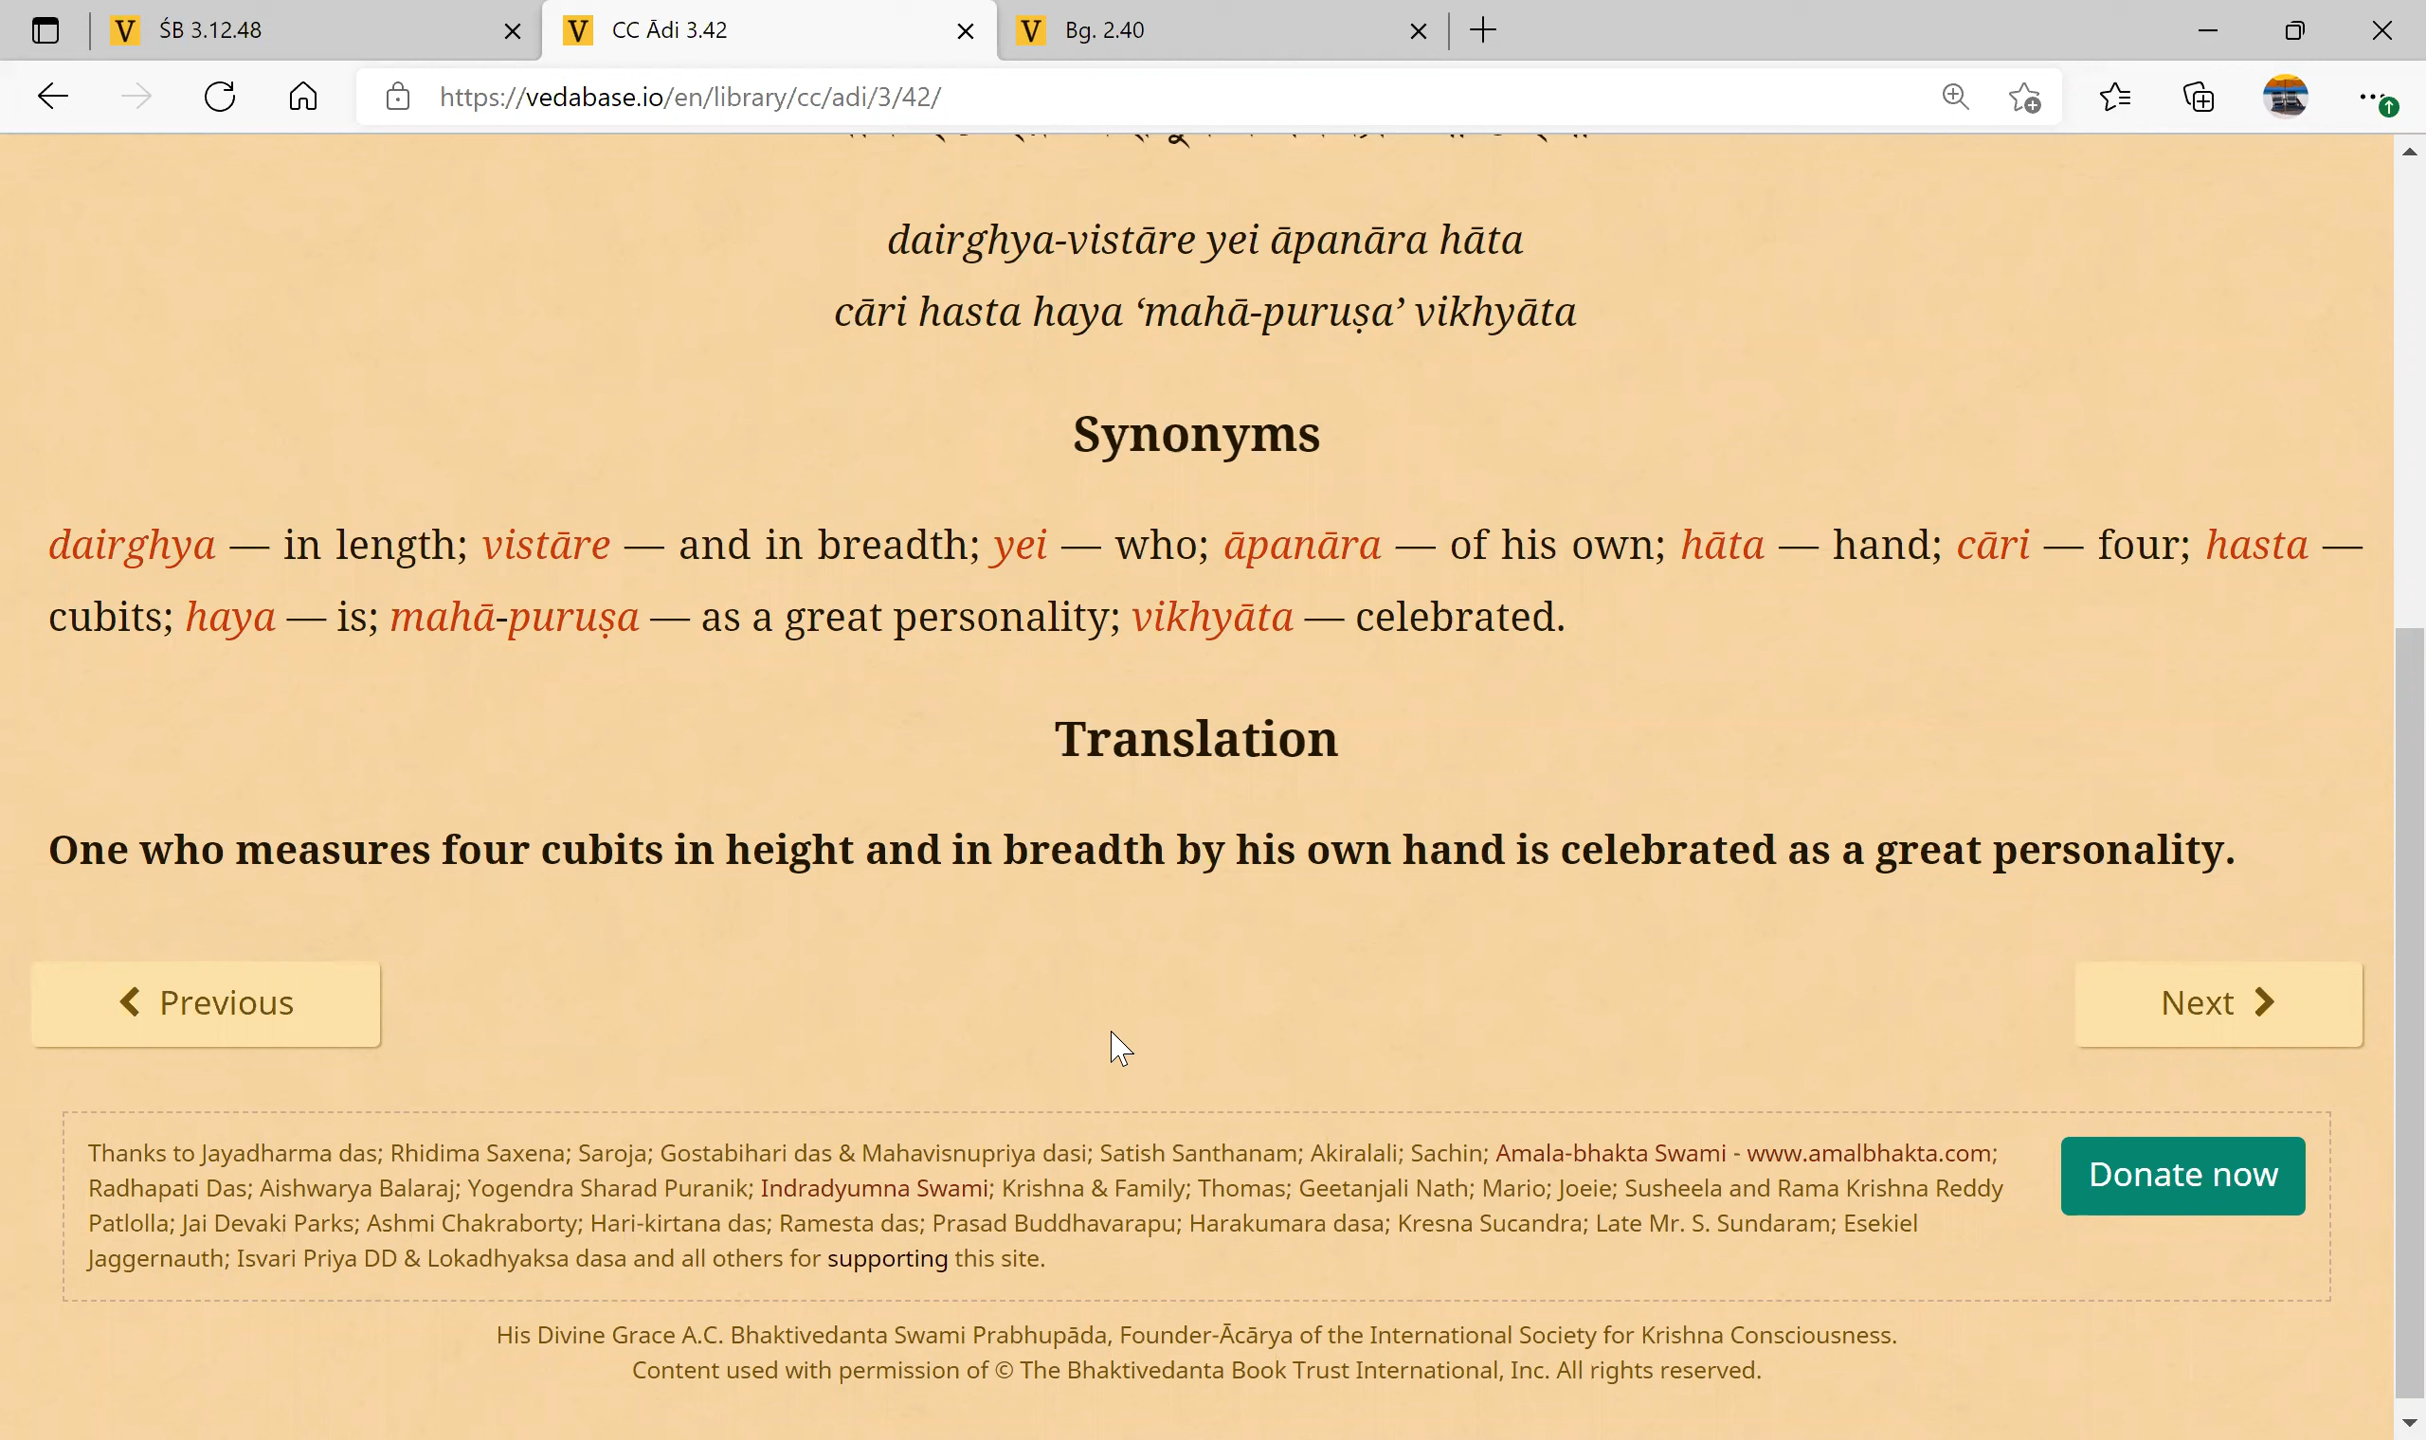 ŚB 3.12.48
CC Ādi 3.42
Bg. 2.40
https://vedabase.io/en/library/cc/adi/3/42/
dairghya-vistāre yei āpanāra hāta
cāri hasta haya ‘mahā-puruṣa’ vikhyāta
Synonyms
dairghya — in length; vistāre — and in breadth; yei — who; āpanāra — of his own; hāta — hand; cāri — four; hasta —
cubits; haya — is; mahā-puruṣa — as a great personality; vikhyāta — celebrated.
Translation
One who measures four cubits in height and in breadth by his own hand is celebrated as a great personality.
Previous
Next
Thanks to Jayadharma das; Rhidima Saxena; Saroja; Gostabihari das & Mahavisnupriya dasi; Satish Santhanam; Akiralali; Sachin; Amala-bhakta Swami - www.amalbhakta.com;
Radhapati Das; Aishwarya Balaraj; Yogendra Sharad Puranik; Indradyumna Swami; Krishna & Family; Thomas; Geetanjali Nath; Mario; Joeie; Susheela and Rama Krishna Reddy
Patlolla; Jai Devaki Parks; Ashmi Chakraborty; Hari-kirtana das; Ramesta das; Prasad Buddhavarapu; Harakumara dasa; Kresna Sucandra; Late Mr. S. Sundaram; Esekiel
Jaggernauth; Isvari Priya DD & Lokadhyaksa dasa and all others for supporting this site.
Donate now
His Divine Grace A.C. Bhaktivedanta Swami Prabhupāda, Founder-Ācārya of the International Society for Krishna Consciousness.
Content used with permission of © The Bhaktivedanta Book Trust International, Inc. All rights reserved.